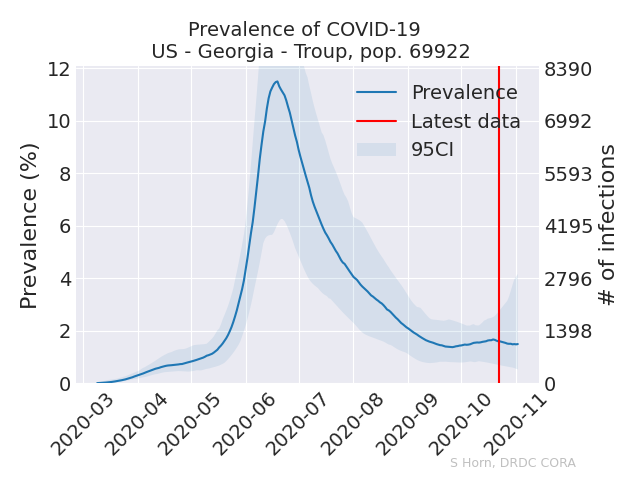 Prevalence of COVID-19
US - Georgia - Troup, pop. 69922
Prevalence (%)
12
10
8
6
4
2
0
8390
6992
5593
4195
2796
1398
0
# of infections
Prevalence
Latest data
95CI
2020-03
2020-04
2020-05
2020-06
2020-07
2020-08
2020-09
2020-10
2020-11
S Horn, DRDC CORA